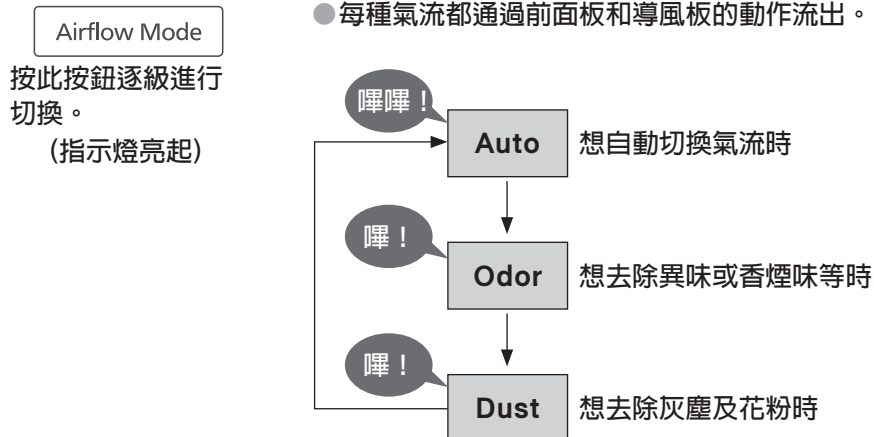 Airflow Mode
按此按鈕逐級進行
切換。
(指示燈亮起)
●每種氣流都通過前面板和導風板的動作流出。
嗶嗶！
Auto 想自動切換氣流時
嗶！
Odor 想去除異味或香煙味等時
嗶！
Dust 想去除灰塵及花粉時